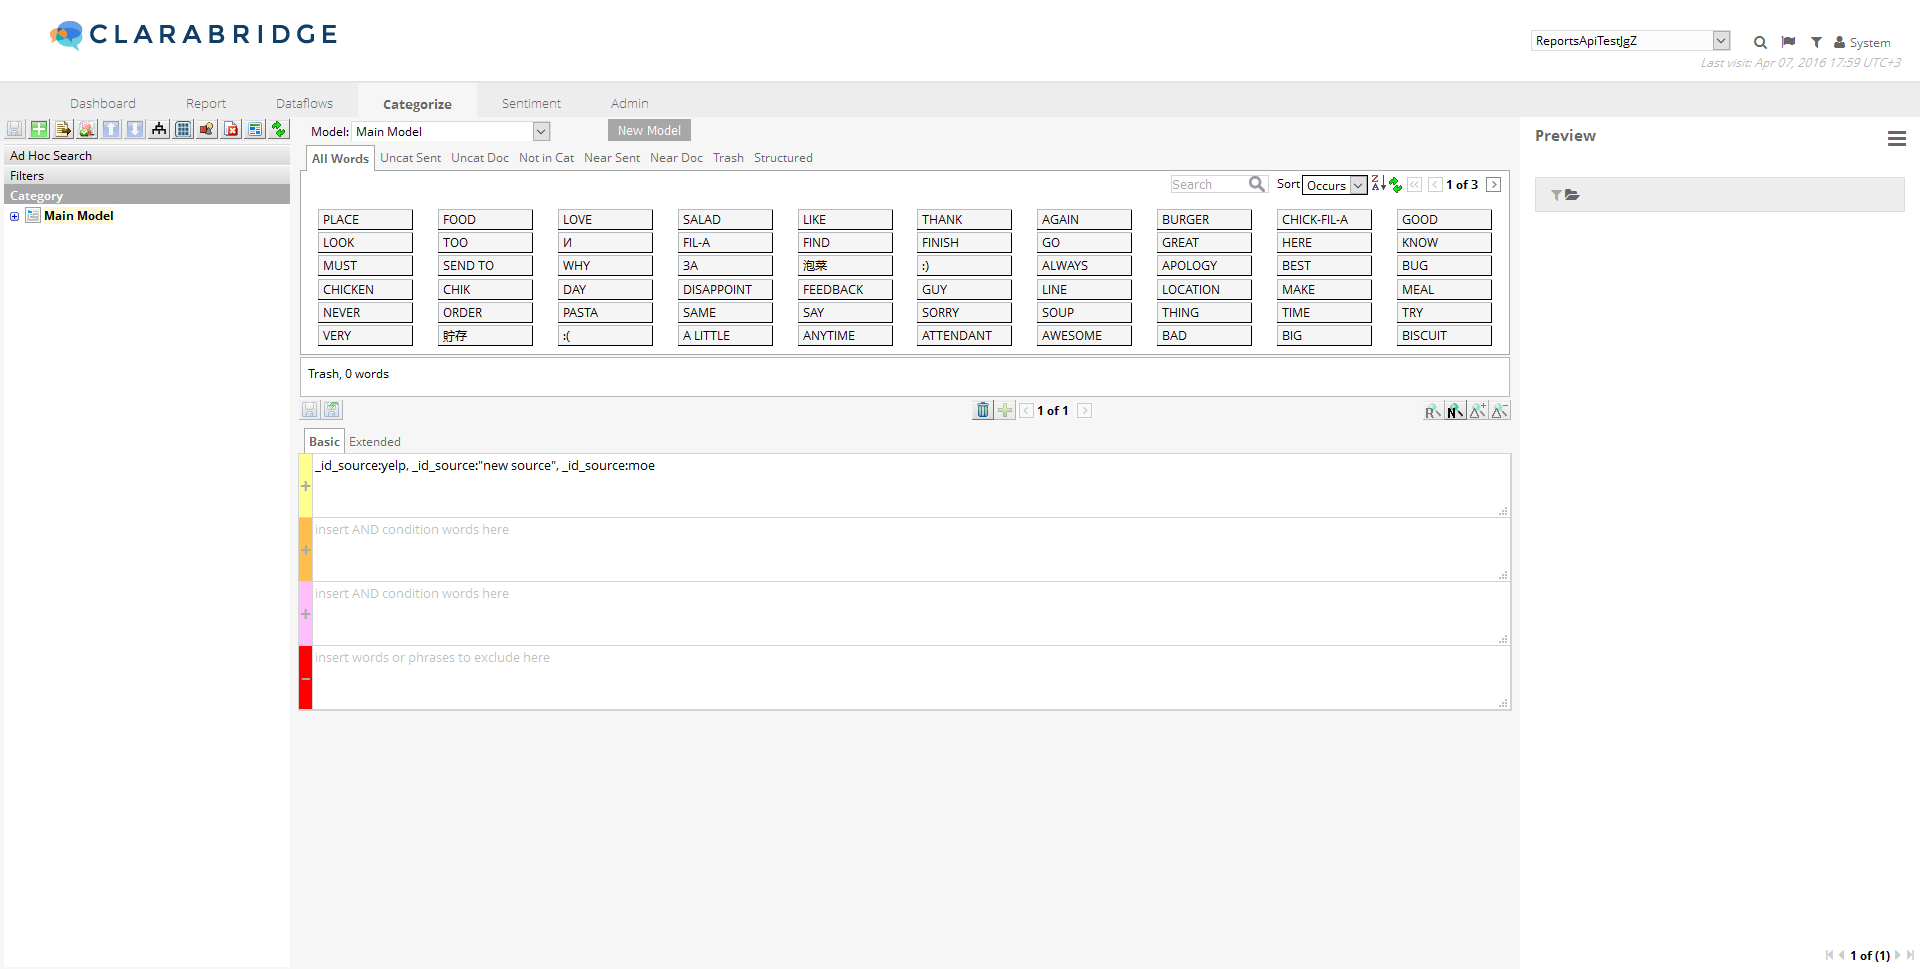 CLARABRIDGE
ReportsApiTestJgZ
System
Last visit: Apr 07, 2016 17:59 UTC+3
Dashboard Report Dataflows Categorize Sentiment Admin
Model: Main Model New Model
Ad Hoc Search
Filters
Category
Main Model
All Words Uncat Sent Uncat Doc Not in Cat Near Sent Near Doc Trash Structured
Search Sort Occurs 1 of 3
PLACE FOOD LOVE SALAD LIKE THANK AGAIN BURGER CHICK-FIL-A GOOD
LOOK TOO И FIL-A FIND FINISH GO GREAT HERE KNOW
MUST SEND TO WHY ЗА 泡菜 :) ALWAYS APOLOGY BEST BUG
CHICKEN CHIK DAY DISAPPOINT FEEDBACK GUY LINE LOCATION MAKE MEAL
NEVER ORDER PASTA SAME SAY SORRY SOUP THING TIME TRY
VERY 貯存 :( A LITTLE ANYTIME ATTENDANT AWESOME BAD BIG BISCUIT
Trash, 0 words
1 of 1
Basic Extended
_id_source:yelp, _id_source:"new source", _id_source:moe
insert AND condition words here
insert AND condition words here
insert words or phrases to exclude here
Preview
1 of (1)